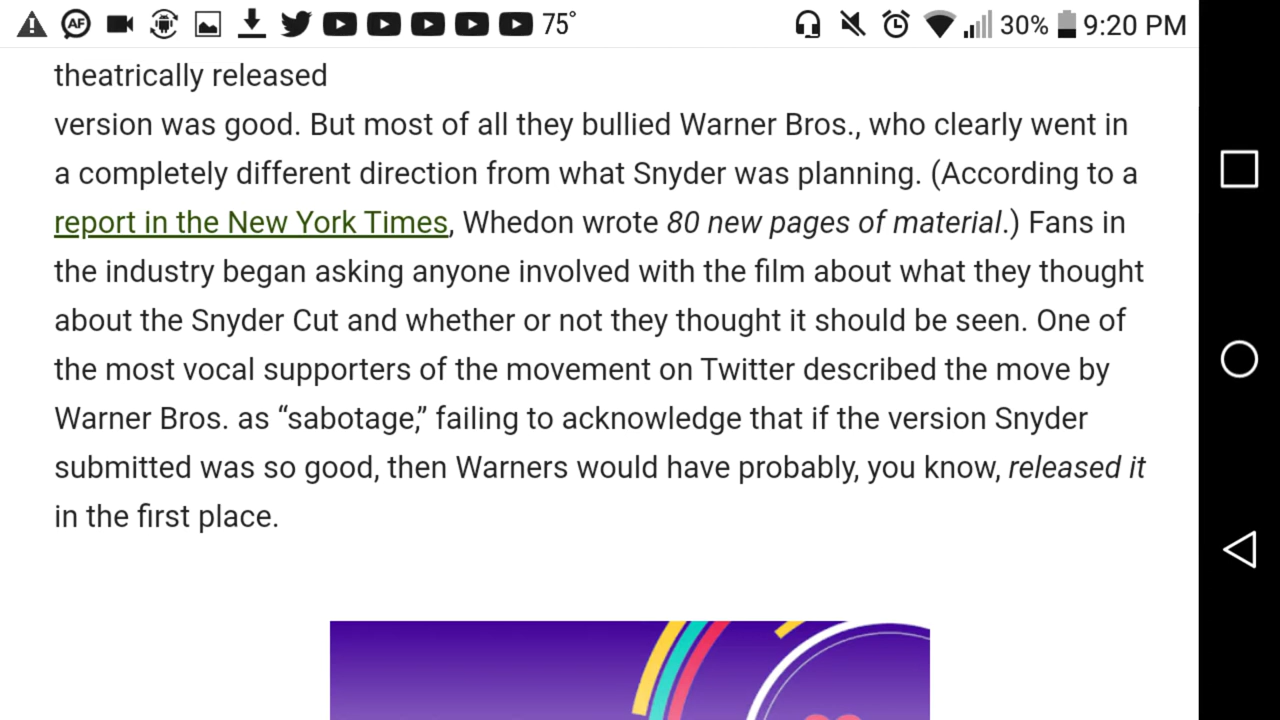 75°
30%
9:20 PM
theatrically released
version was good. But most of all they bullied Warner Bros., who clearly went in
a completely different direction from what Snyder was planning. (According to a
report in the New York Times, Whedon wrote 80 new pages of material.) Fans in
the industry began asking anyone involved with the film about what they thought
about the Snyder Cut and whether or not they thought it should be seen. One of
the most vocal supporters of the movement on Twitter described the move by
Warner Bros. as “sabotage,” failing to acknowledge that if the version Snyder
submitted was so good, then Warners would have probably, you know, released it
in the first place.